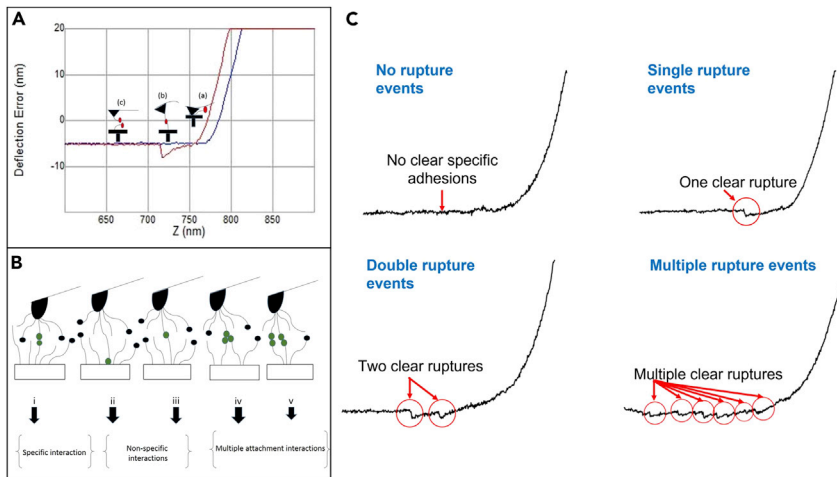 A
Deflection Error (nm)
20
10
0
-10
(c)
(b)
(a)
650
700
750
800
850
Z (nm)
B
i
ii
iii
iv
v
Specific interaction
Non-specific
interactions
Multiple attachment interactions
C
No rupture
events
No clear specific
adhesions
Single rupture
events
One clear rupture
Double rupture
events
Two clear ruptures
Multiple rupture events
Multiple clear ruptures